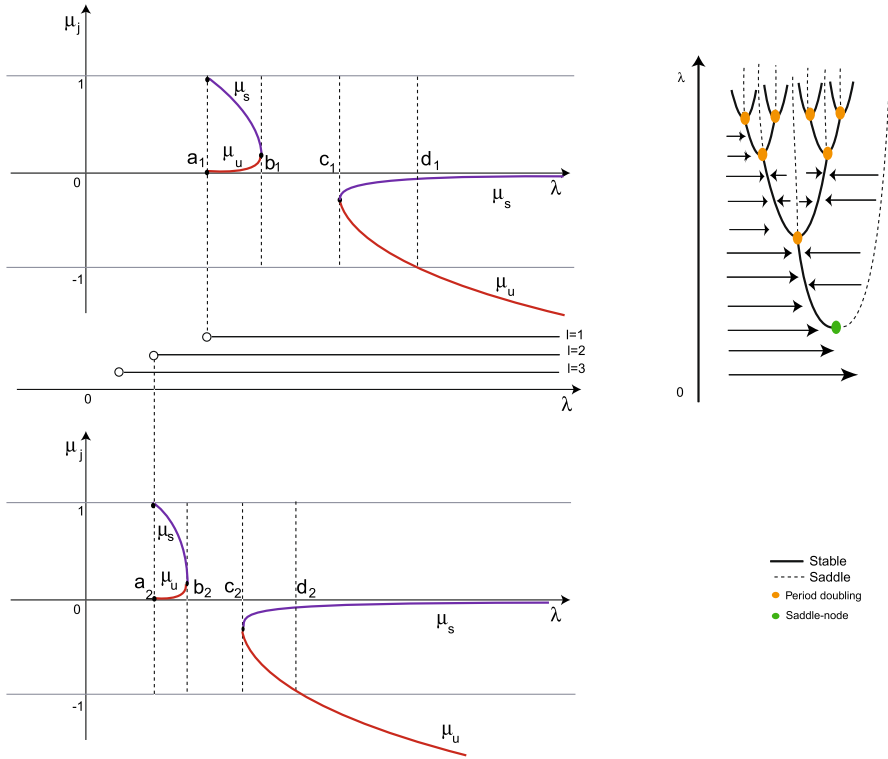 μj
1
μs
a1
μu
b1
c1
d1
0
λ
μs
-1
μu
l=1
l=2
l=3
0
λ
μj
1
μs
a2
μu
b2
c2
d2
0
λ
μs
-1
μu
λ
0
Stable
Saddle
Period doubling
Saddle-node